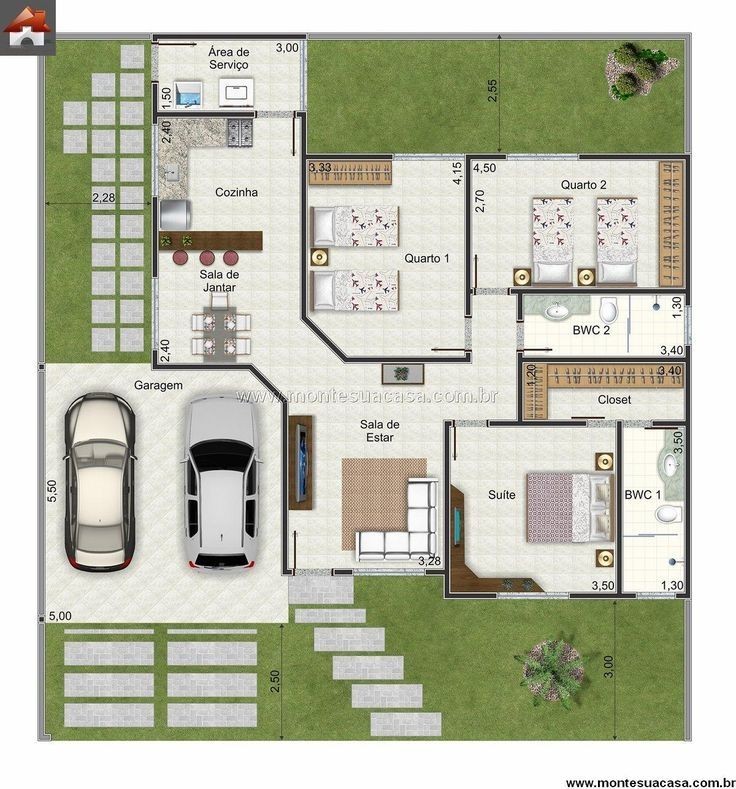 Área de
Serviço
3,00
1,50
2,55
2,40
Cozinha
3,33
4,15
4,50
Quarto 2
2,70
2,28
Quarto 1
Sala de
Jantar
1,30
BWC 2
3,40
2,40
Garagem
1,20
3,40
Closet
www.montesuacasa.com.br
Sala de
Estar
3,50
5,50
Suíte
BWC 1
3,28
3,50
1,30
5,00
2,50
3,00
www.montesuacasa.com.br